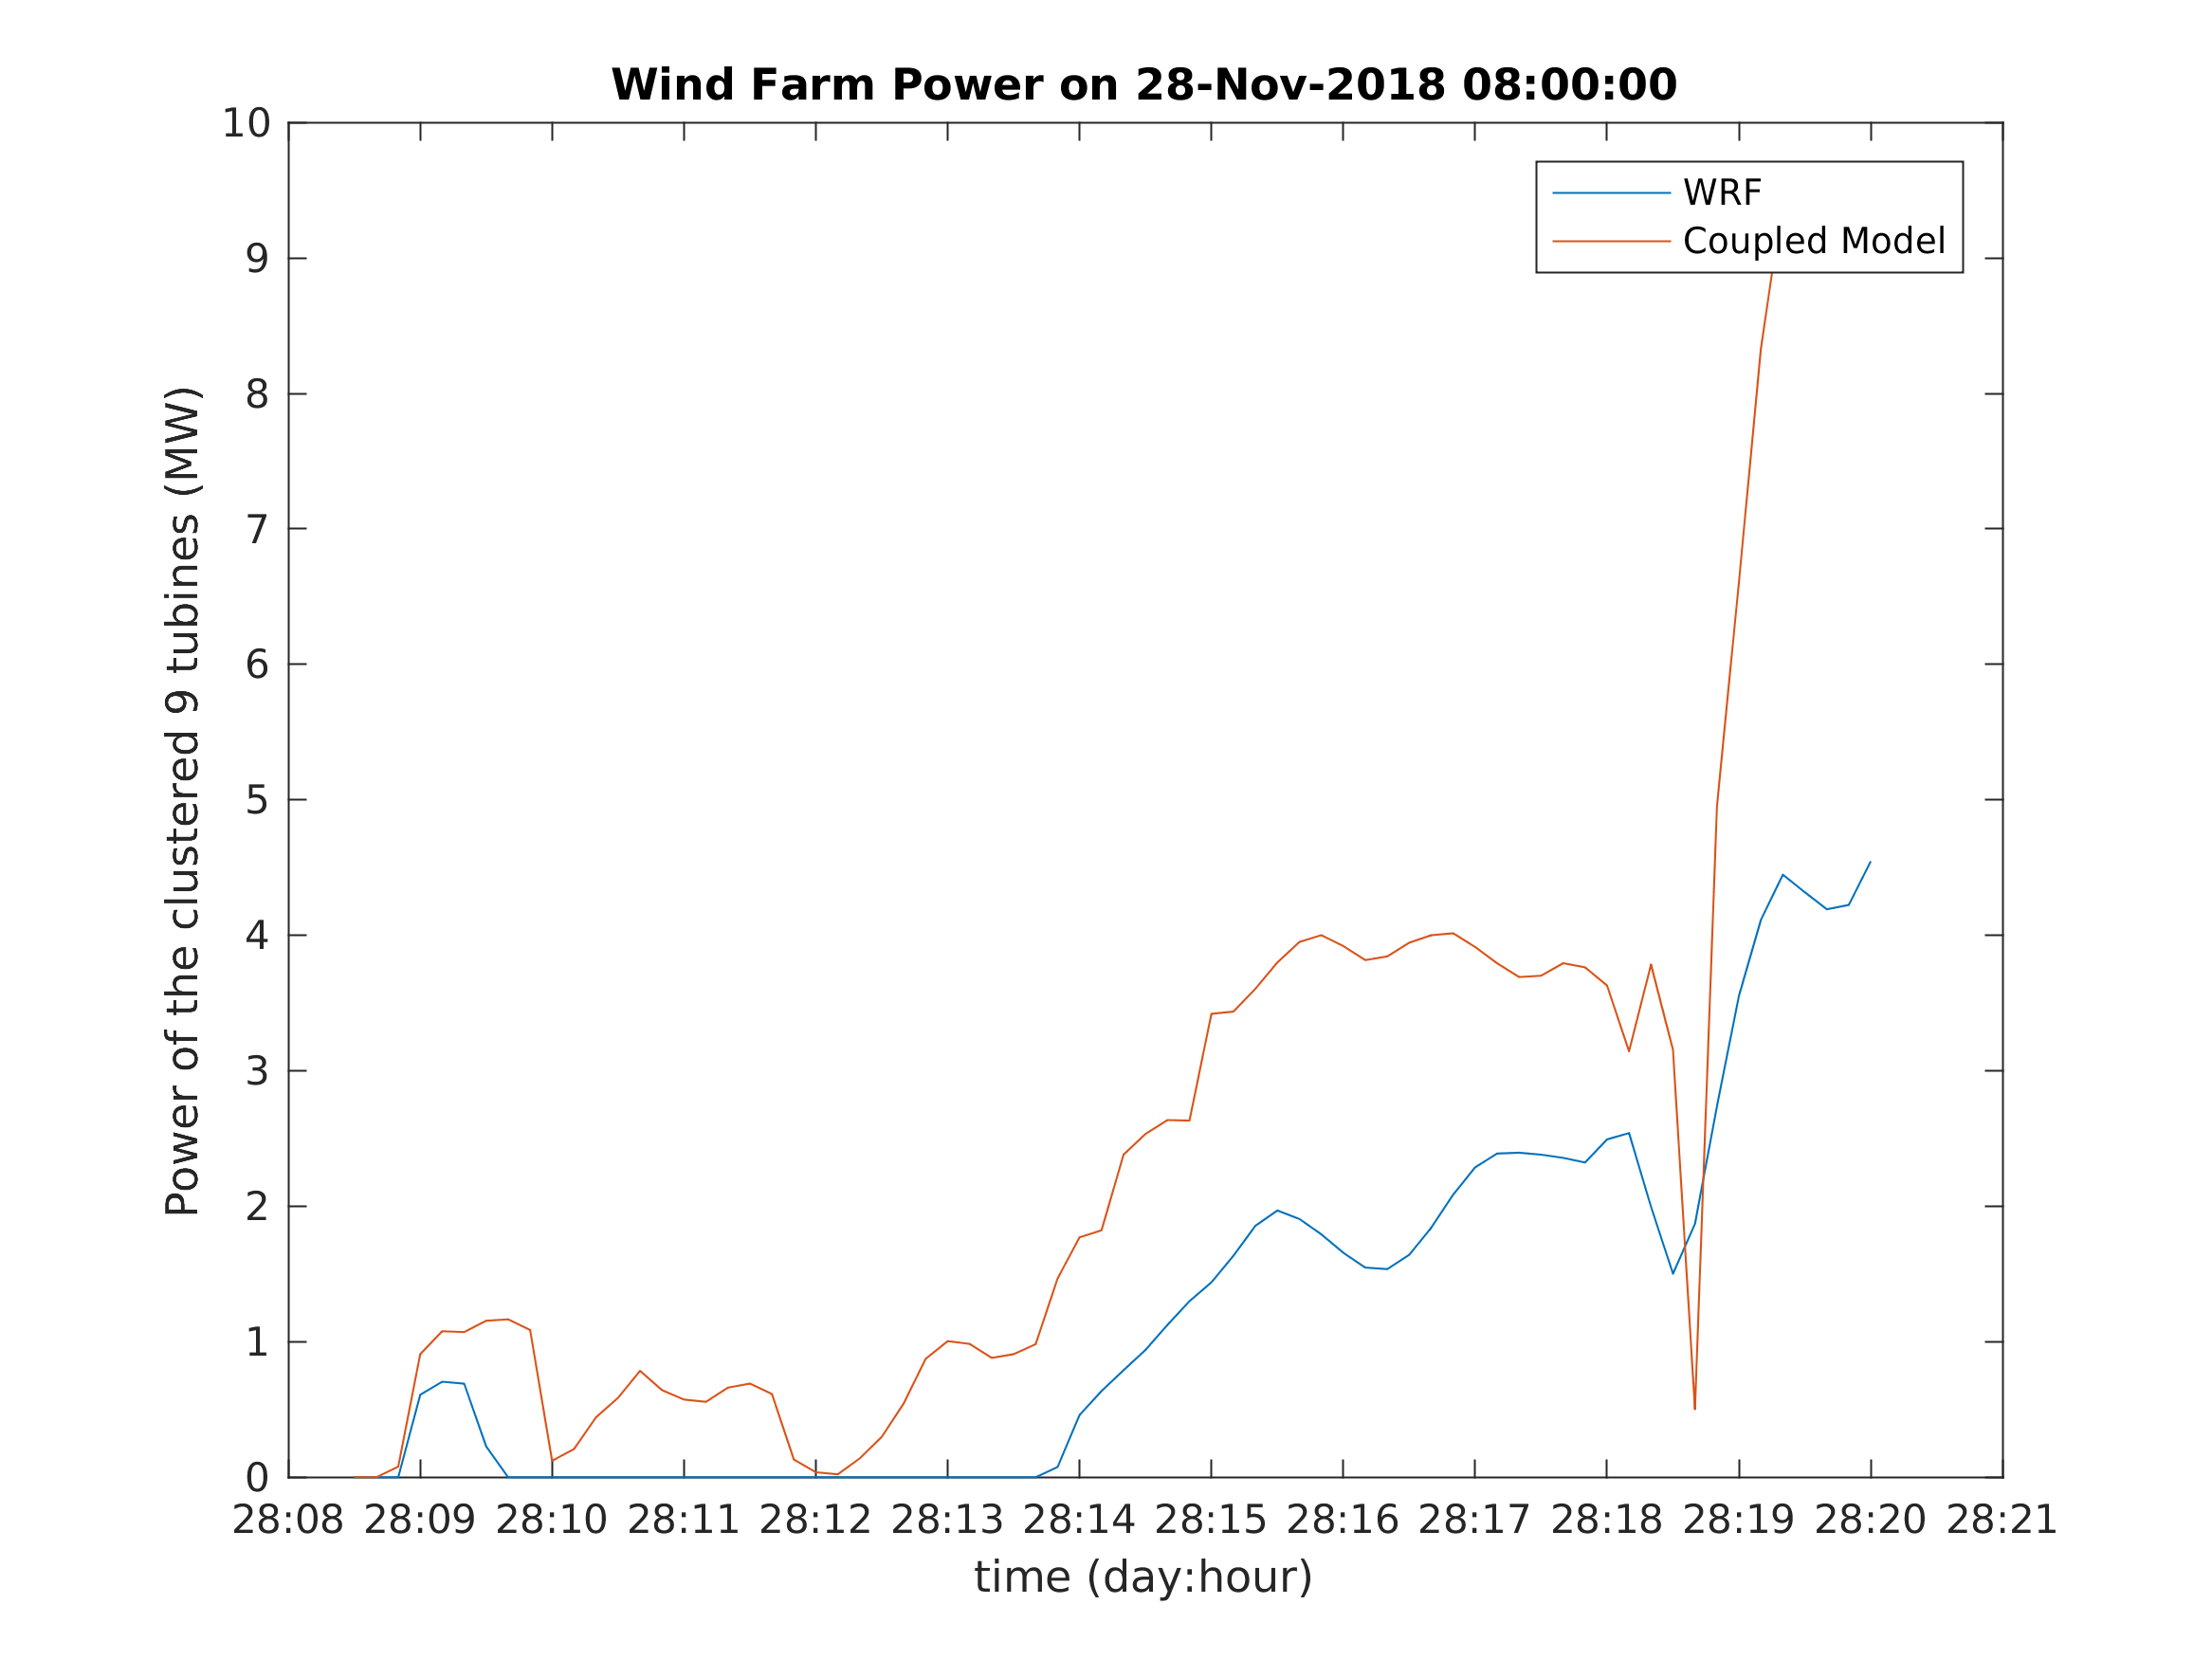 Wind Farm Power on 28-Nov-2018 08:00:00
10
9
8
7
6
5
4
3
2
1
0
Power of the clustered 9 tubines (MW)
WRF
Coupled Model
28:08 28:09 28:10 28:11 28:12 28:13 28:14 28:15 28:16 28:17 28:18 28:19 28:20 28:21
time (day:hour)